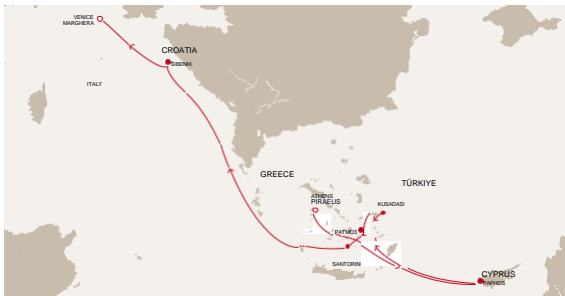 VENICE
MARGHERA
CROATIA
SIBENIK
ITALY
GREECE
TÜRKIYE
ATHENS
PIRAEUS
KUSADASI
PATMOS
SANTORINI
CYPRUS
PAPHOS